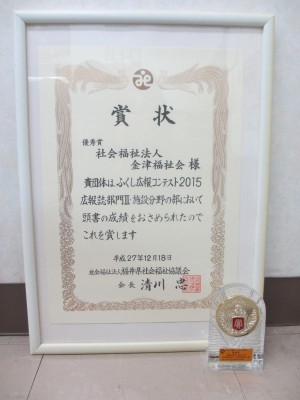 賞状
優秀賞
社会福祉法人
金津福祉会 様
貴団体は、ふくし広報コンテスト2015
広報誌部門Ⅲ・施設分野の部において
頭書の成績をおさめられたので
これを賞します
平成27年12月18日
社会福祉法人福井県社会福祉協議会
会長 清川 忠